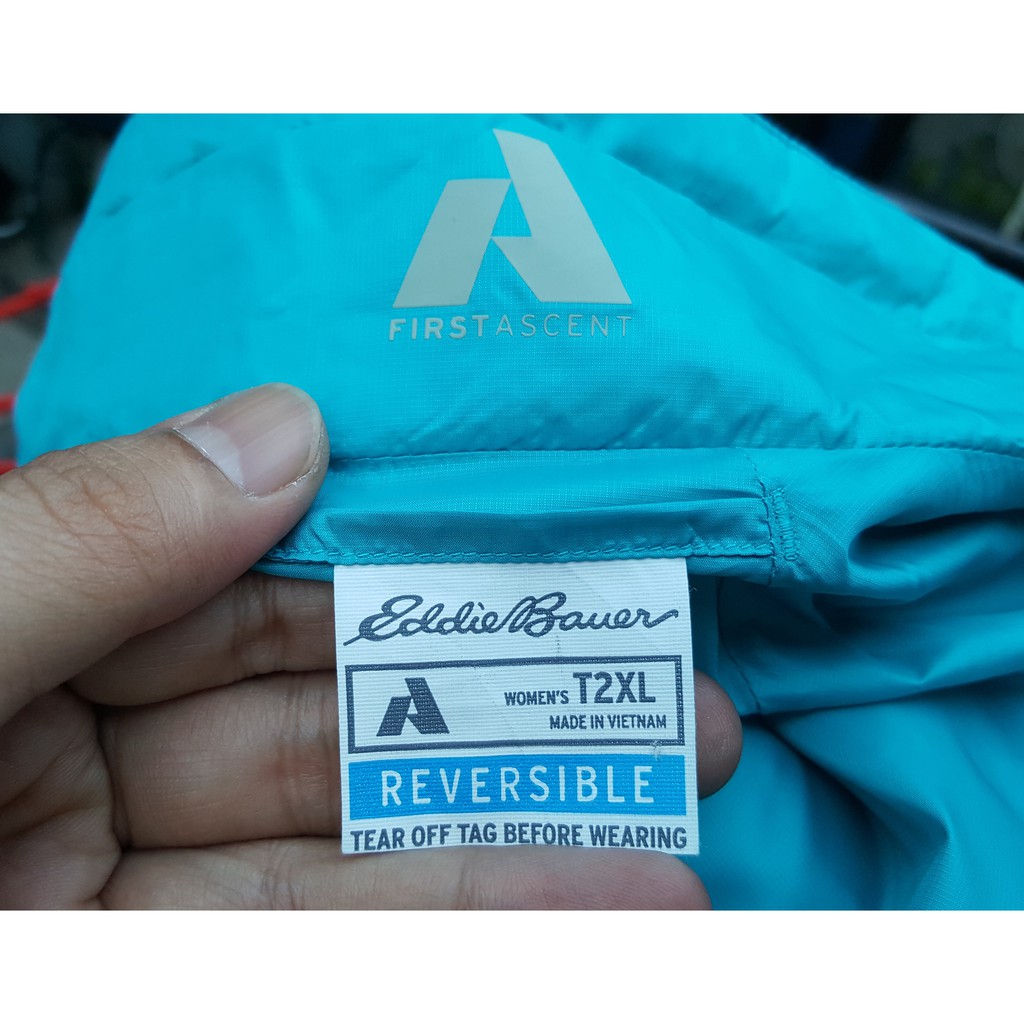 FIRSTASCENT
Eddie Bauer
WOMEN'S T2XL
MADE IN VIETNAM
REVERSIBLE
TEAR OFF TAG BEFORE WEARING